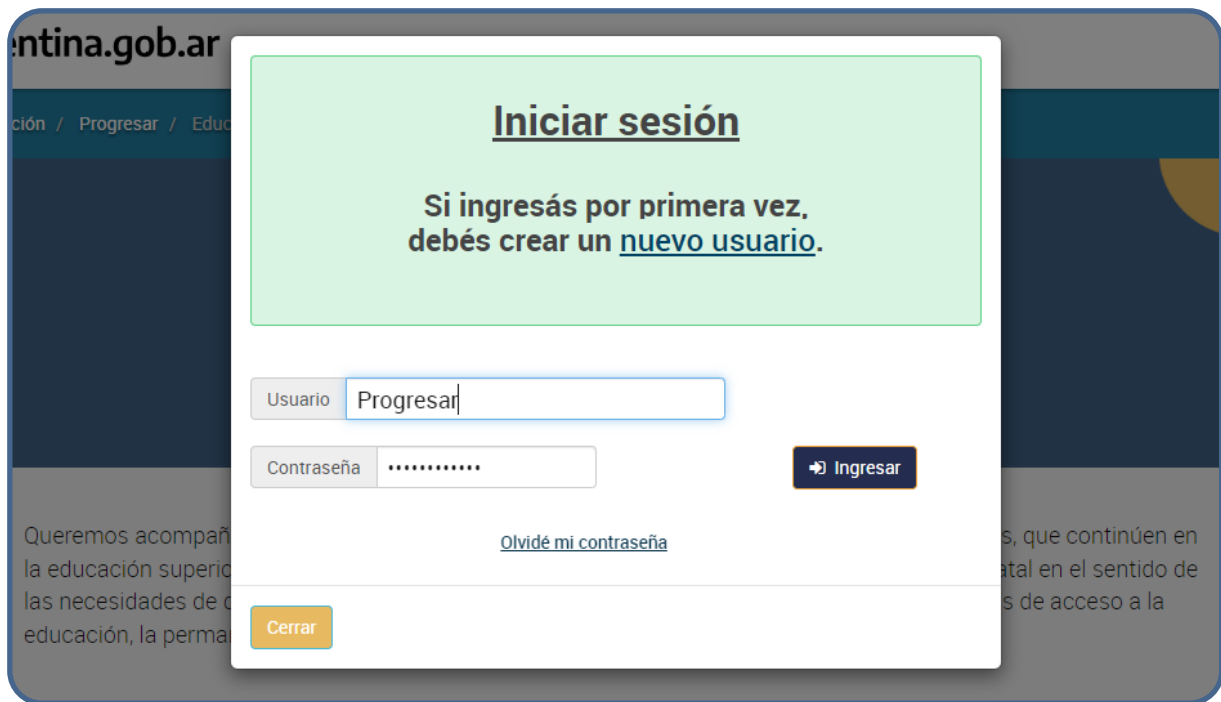 entina.gob.ar
ción / Progresar / Educ
Iniciar sesión
Si ingresás por primera vez,
debés crear un nuevo usuario.
Usuario Progresar
Contraseña ••••••••••••
Ingresar
Olvidé mi contraseña
Queremos acompañ s, que continúen en
la educación superio atal en el sentido de
las necesidades de c s de acceso a la
educación, la permar
Cerrar